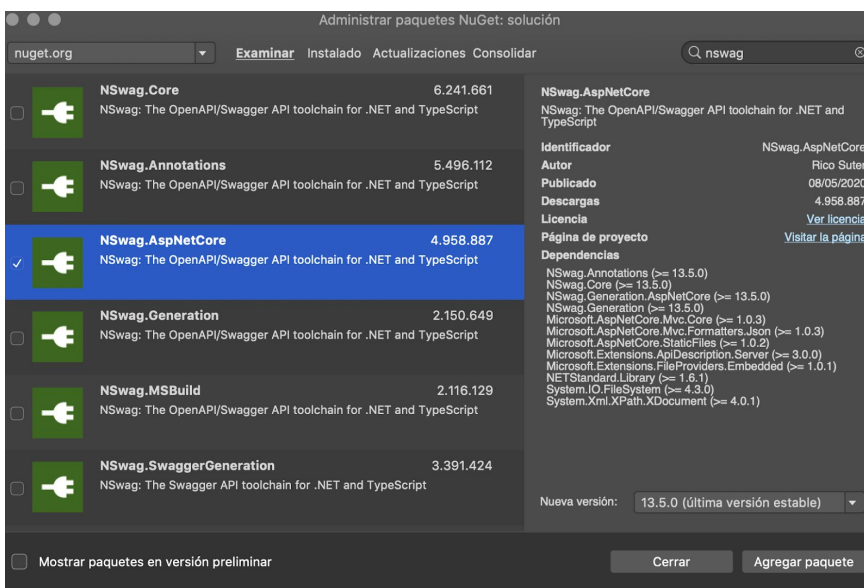 Administrar paquetes NuGet: solución
nuget.org Examinar Instalado Actualizaciones Consolidar nswag
NSwag.Core 6.241.661
NSwag: The OpenAPI/Swagger API toolchain for .NET and TypeScript
NSwag.Annotations 5.496.112
NSwag: The OpenAPI/Swagger API toolchain for .NET and TypeScript
NSwag.AspNetCore 4.958.887
NSwag: The OpenAPI/Swagger API toolchain for .NET and TypeScript
NSwag.Generation 2.150.649
NSwag: The OpenAPI/Swagger API toolchain for .NET and TypeScript
NSwag.MSBuild 2.116.129
NSwag: The OpenAPI/Swagger API toolchain for .NET and TypeScript
NSwag.SwaggerGeneration 3.391.424
NSwag: The Swagger API toolchain for .NET and TypeScript
NSwag.AspNetCore
NSwag: The OpenAPI/Swagger API toolchain for .NET and
TypeScript
Identificador NSwag.AspNetCore
Autor Rico Suter
Publicado 08/05/2020
Descargas 4.958.887
Licencia Ver licencia
Página de proyecto Visitar la página
Dependencias
NSwag.Annotations (>= 13.5.0)
NSwag.Core (>= 13.5.0)
NSwag.Generation.AspNetCore (>= 13.5.0)
NSwag.Generation (>= 13.5.0)
Microsoft.AspNetCore.Mvc.Core (>= 1.0.3)
Microsoft.AspNetCore.Mvc.Formatters.Json (>= 1.0.3)
Microsoft.AspNetCore.StaticFiles (>= 1.0.2)
Microsoft.Extensions.ApiDescription.Server (>= 3.0.0)
Microsoft.Extensions.FileProviders.Embedded (>= 1.0.1)
NETStandard.Library (>= 1.6.1)
System.IO.FileSystem (>= 4.3.0)
System.Xml.XPath.XDocument (>= 4.0.1)
Nueva versión: 13.5.0 (última versión estable)
Mostrar paquetes en versión preliminar Cerrar Agregar paquete